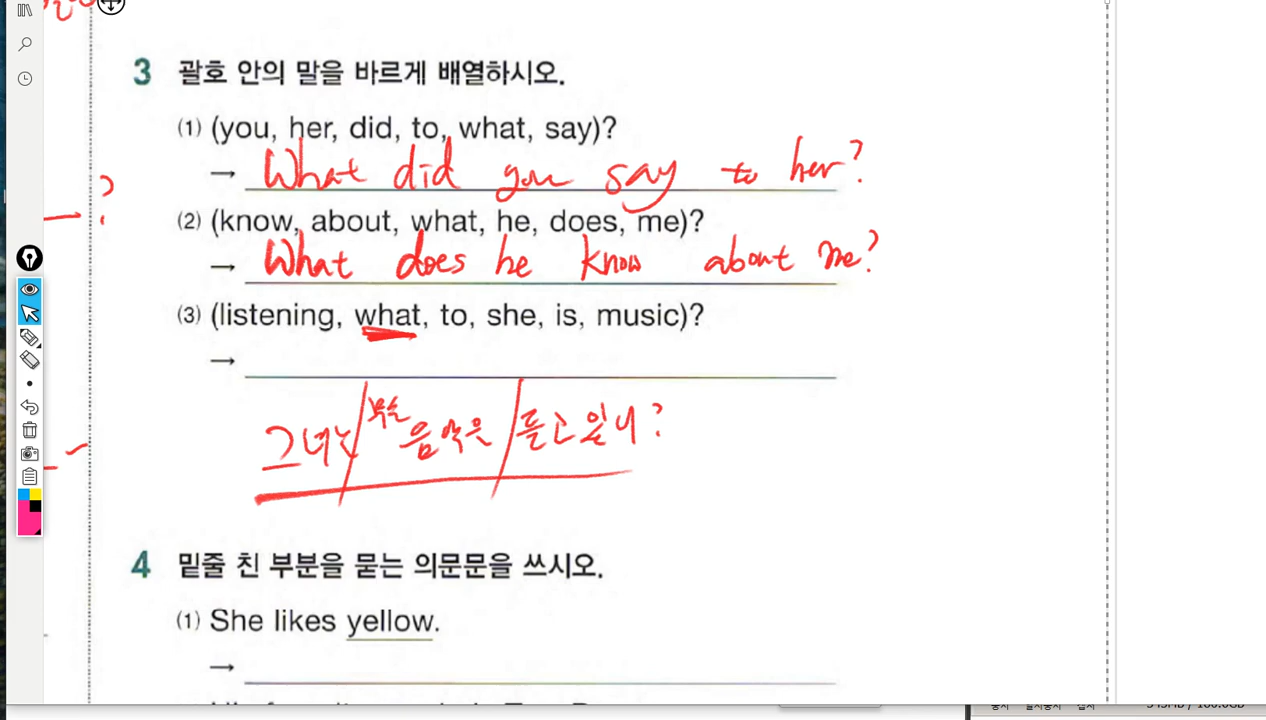 3 괄호 안의 말을 바르게 배열하시오.
(1) (you, her, did, to, what, say)?
→ What did you say to her?
?
(2) (know, about, what, he, does, me)?
→ What does he know about me?
(3) (listening, what, to, she, is, music)?
→
그녀는 / 무슨 음악을 / 듣고 있니?
4 밑줄 친 부분을 묻는 의문문을 쓰시오.
(1) She likes yellow.
→